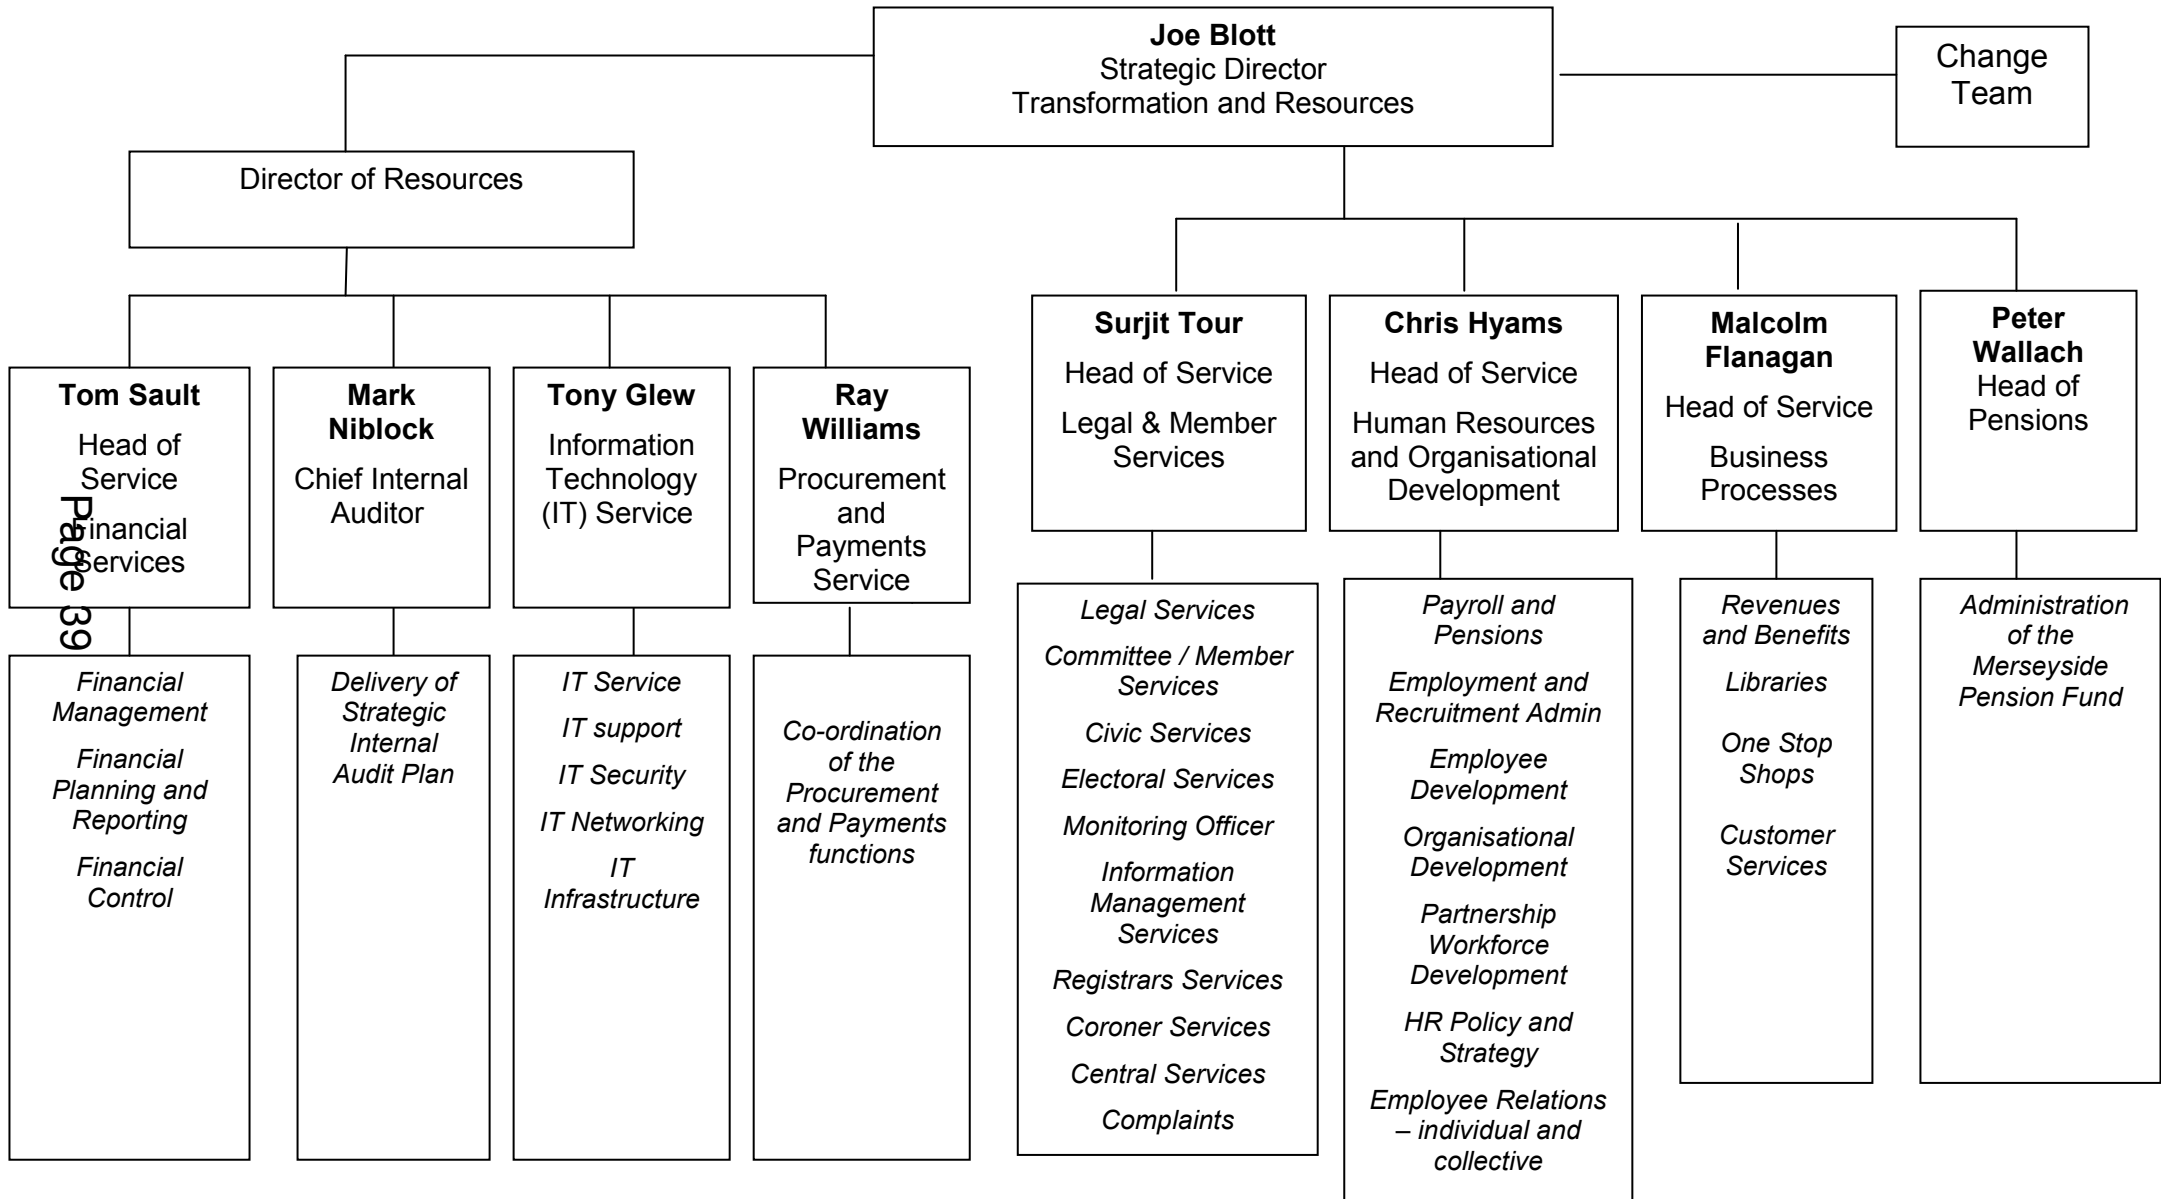 Joe Blott
Strategic Director
Transformation and Resources
Change
Team
Director of Resources
Tom Sault
Head of
Service
Financial
Services
Mark
Niblock
Chief Internal
Auditor
Tony Glew
Information
Technology
(IT) Service
Ray
Williams
Procurement
and
Payments
Service
Surjit Tour
Head of Service
Legal & Member
Services
Chris Hyams
Head of Service
Human Resources
and Organisational
Development
Malcolm
Flanagan
Head of Service
Business
Processes
Peter
Wallach
Head of
Pensions
Financial
Management
Financial
Planning and
Reporting
Financial
Control
Delivery of
Strategic
Internal
Audit Plan
IT Service
IT support
IT Security
IT Networking
IT
Infrastructure
Co-ordination
of the
Procurement
and Payments
functions
Legal Services
Committee / Member
Services
Civic Services
Electoral Services
Monitoring Officer
Information
Management
Services
Registrars Services
Coroner Services
Central Services
Complaints
Payroll and
Pensions
Employment and
Recruitment Admin
Employee
Development
Organisational
Development
Partnership
Workforce
Development
HR Policy and
Strategy
Employee Relations
– individual and
collective
Revenues
and Benefits
Libraries
One Stop
Shops
Customer
Services
Administration
of the
Merseyside
Pension Fund
Page 39